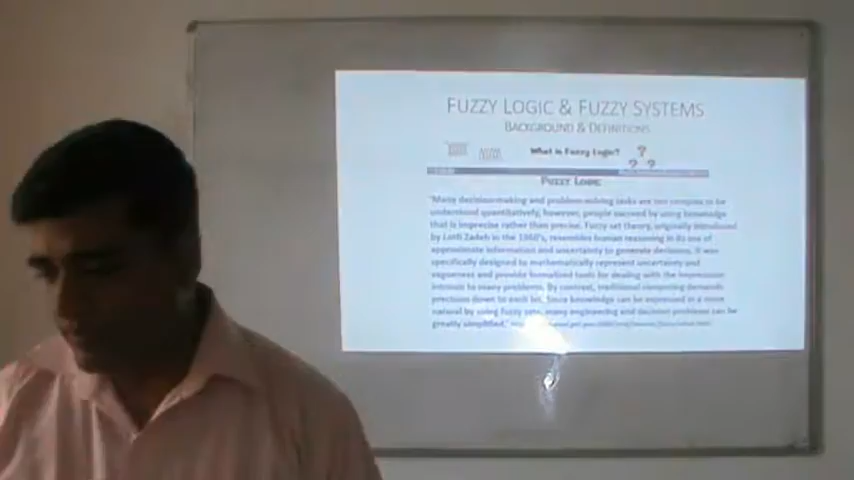 FUZZY LOGIC & FUZZY SYSTEMS
BACKGROUND & DEFINITIONS
What is Fuzzy Logic?
?
? ?
FUZZY LOGIC
"Many decision-making and problem-solving tasks are too complex to be
understood quantitatively, however, people succeed by using knowledge
that is imprecise rather than precise. Fuzzy set theory, originally introduced
by Lotfi Zadeh in the 1960's, resembles human reasoning in its use of
approximate information and uncertainty to generate decisions. It was
specifically designed to mathematically represent uncertainty and
vagueness and provide formalized tools for dealing with the imprecision
intrinsic to many problems. By contrast, traditional computing demands
precision down to each bit. Since knowledge can be expressed in a more
natural by using fuzzy sets, many engineering and decision problems can be
greatly simplified."